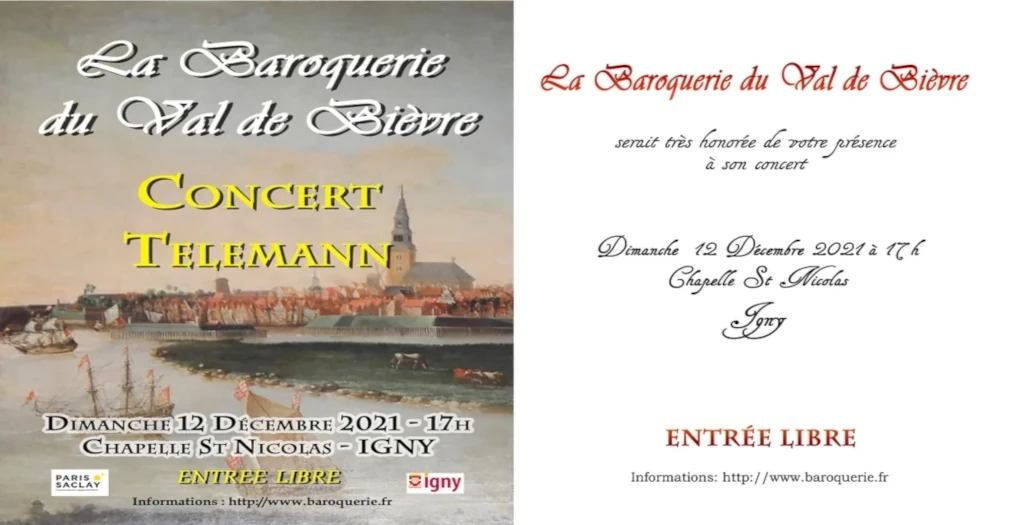 La Baroquerie
du Val de Bièvre
CONCERT
TELEMANN
DIMANCHE 12 DÉCEMBRE 2021 - 17H
CHAPELLE ST NICOLAS - IGNY
ENTREE LIBRE
PARIS
SACLAY
igny
Informations : http://www.baroquerie.fr
La Baroquerie du Val de Bièvre
serait très honorée de votre présence
à son concert
Dimanche 12 Décembre 2021 à 17 h
Chapelle St Nicolas
Igny
ENTRÉE LIBRE
Informations: http://www.baroquerie.fr